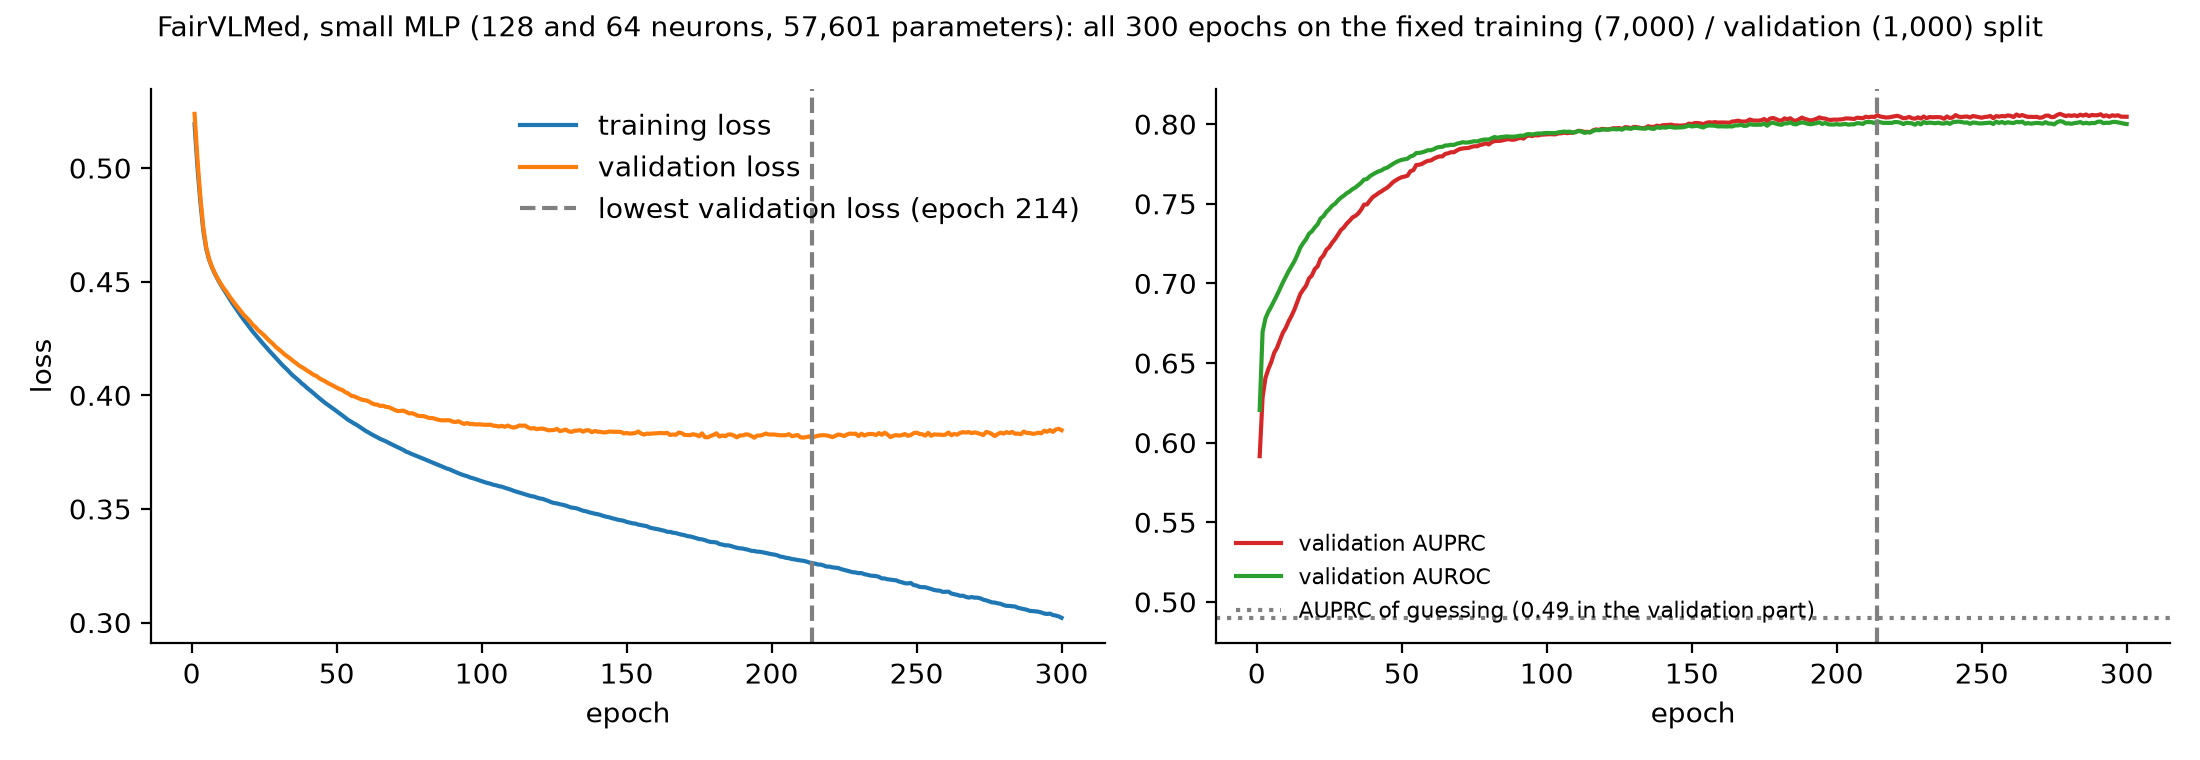 FairVLMed, small MLP (128 and 64 neurons, 57,601 parameters): all 300 epochs on the fixed training (7,000) / validation (1,000) split
training loss
validation loss
lowest validation loss (epoch 214)
loss
0.50
0.45
0.40
0.35
0.30
0 50 100 150 200 250 300
epoch
0.80
0.75
0.70
0.65
0.60
0.55
0.50
validation AUPRC
validation AUROC
AUPRC of guessing (0.49 in the validation part)
0 50 100 150 200 250 300
epoch